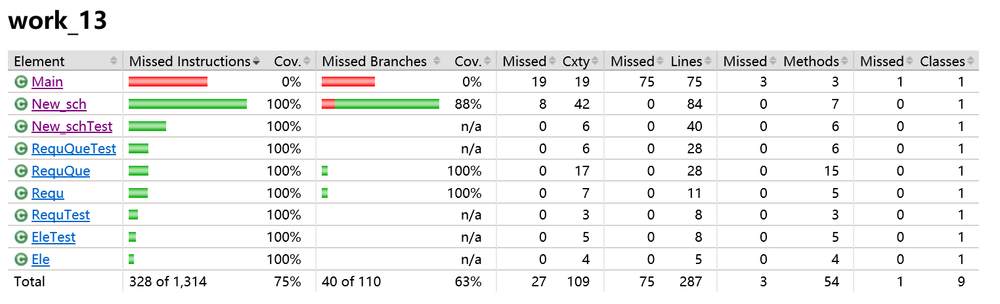 work_13
Element Missed Instructions Cov. Missed Branches Cov. Missed Cxty Missed Lines Missed Methods Missed Classes
C Main 0% 0% 19 19 75 75 3 3 1 1
C New_sch 100% 88% 8 42 0 84 0 7 0 1
C New_schTest 100% n/a 0 6 0 40 0 6 0 1
C RequQueTest 100% n/a 0 6 0 28 0 6 0 1
C RequQue 100% 100% 0 17 0 28 0 15 0 1
C Requ 100% 100% 0 7 0 11 0 5 0 1
C RequTest 100% n/a 0 3 0 8 0 3 0 1
C EleTest 100% n/a 0 5 0 8 0 5 0 1
C Ele 100% n/a 0 4 0 5 0 4 0 1
Total 328 of 1,314 75% 40 of 110 63% 27 109 75 287 3 54 1 9